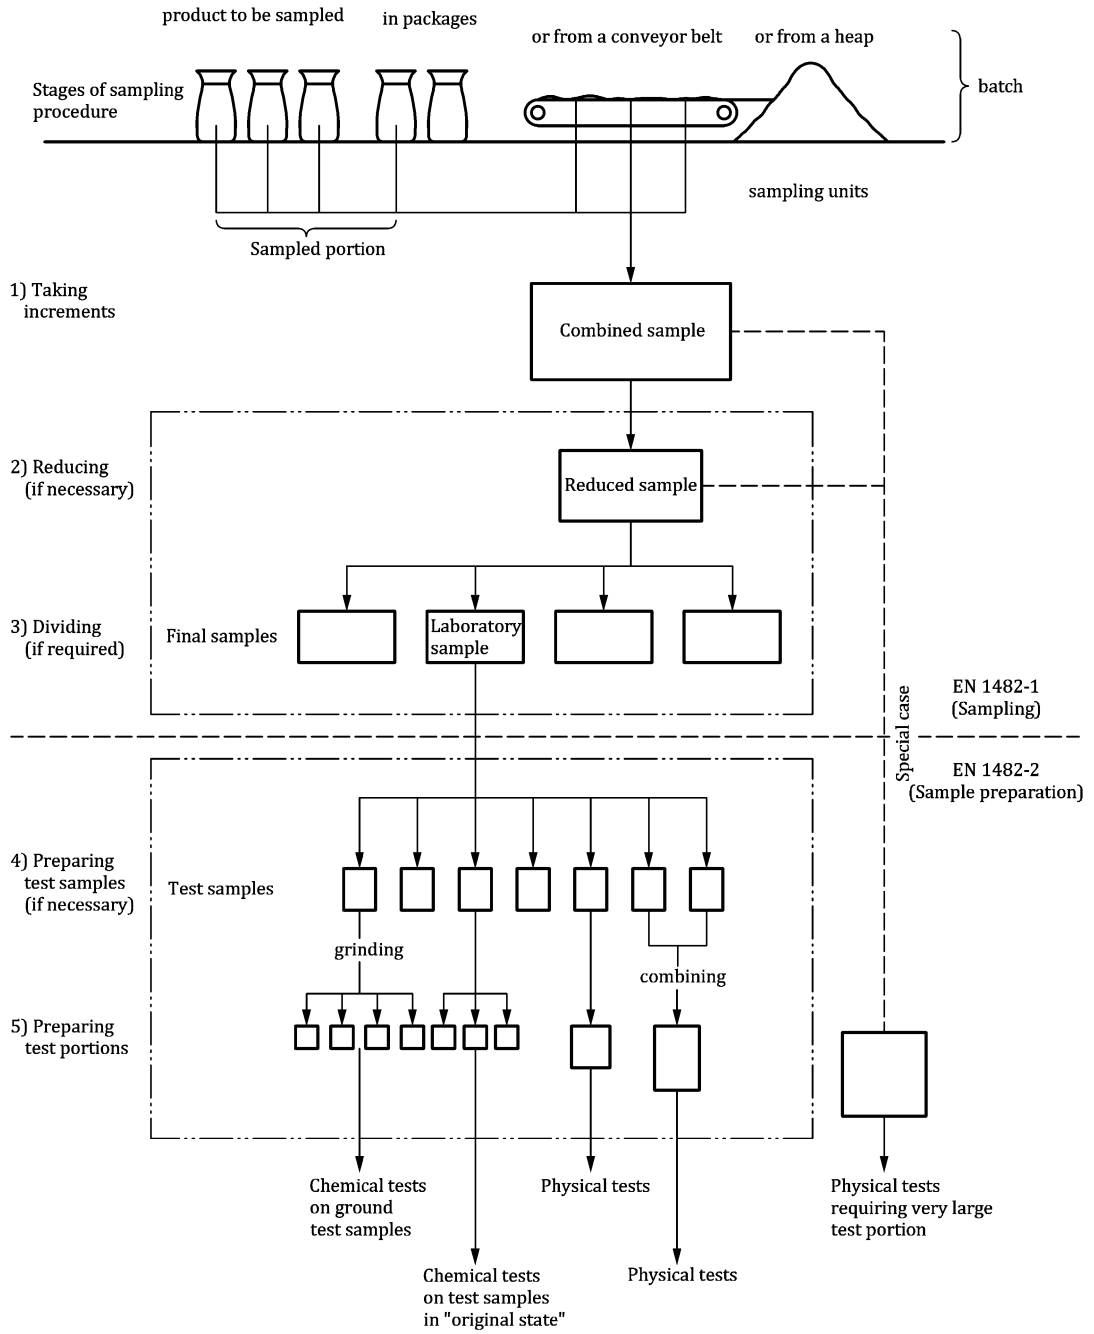 product to be sampled
in packages
or from a conveyor belt
or from a heap
Stages of sampling
procedure
batch
sampling units
Sampled portion
1) Taking
increments
Combined sample
2) Reducing
(if necessary)
Reduced sample
3) Dividing
(if required)
Final samples
Laboratory
sample
Special case
EN 1482-1
(Sampling)
EN 1482-2
(Sample preparation)
4) Preparing
test samples
(if necessary)
Test samples
grinding
combining
5) Preparing
test portions
Chemical tests
on ground
test samples
Physical tests
Physical tests
requiring very large
test portion
Chemical tests
on test samples
in "original state"
Physical tests